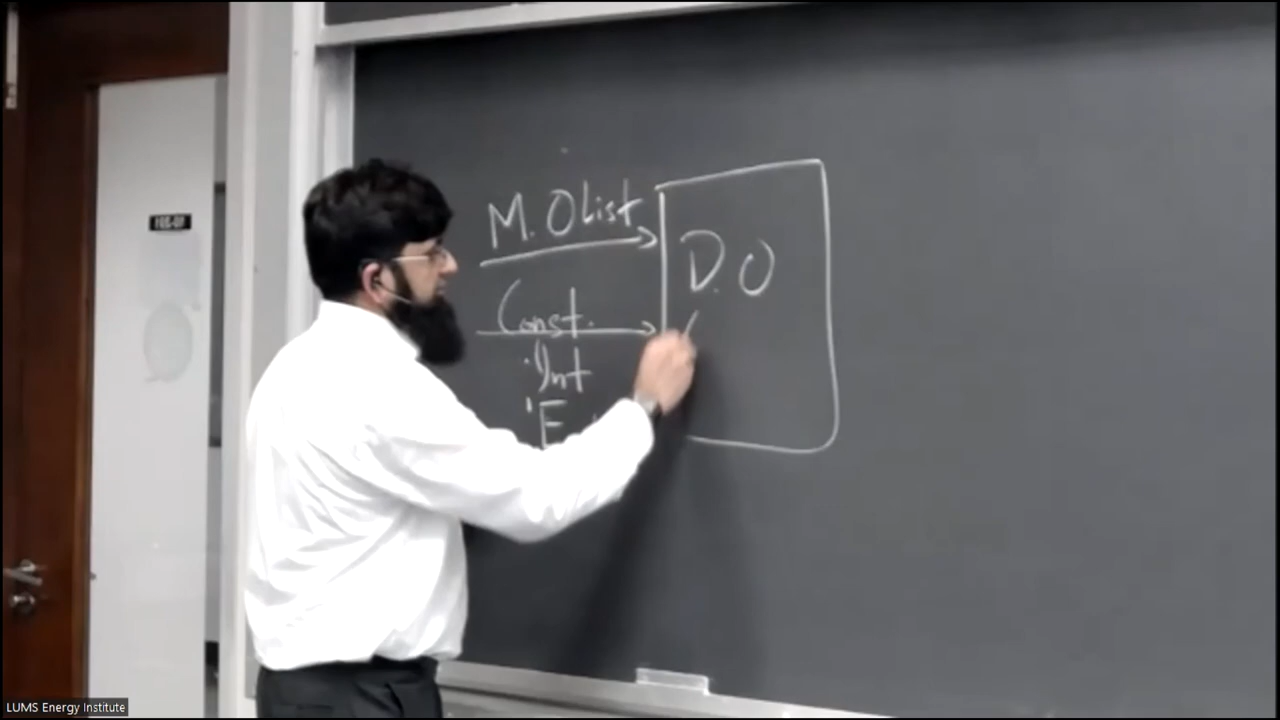 M. O List
D. O
Const.
Int
LUMS Energy Institute